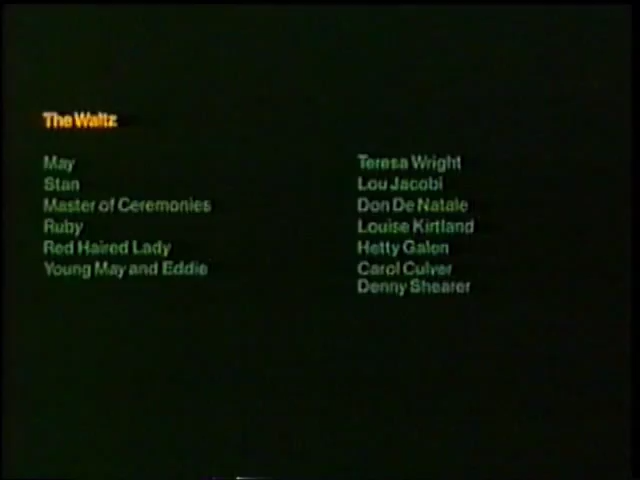 The Waltz
May Teresa Wright
Stan Lou Jacobi
Master of Ceremonies Don De Natale
Ruby Louise Kirtland
Red Haired Lady Hetty Galen
Young May and Eddie Carol Culver
Denny Shearer